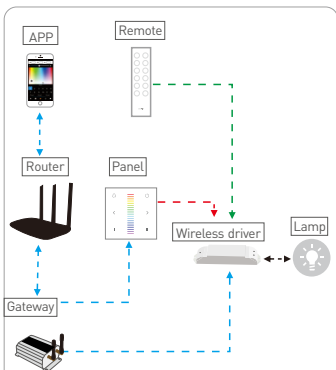 APP
Remote
Router
Panel
Wireless driver
Lamp
Gateway